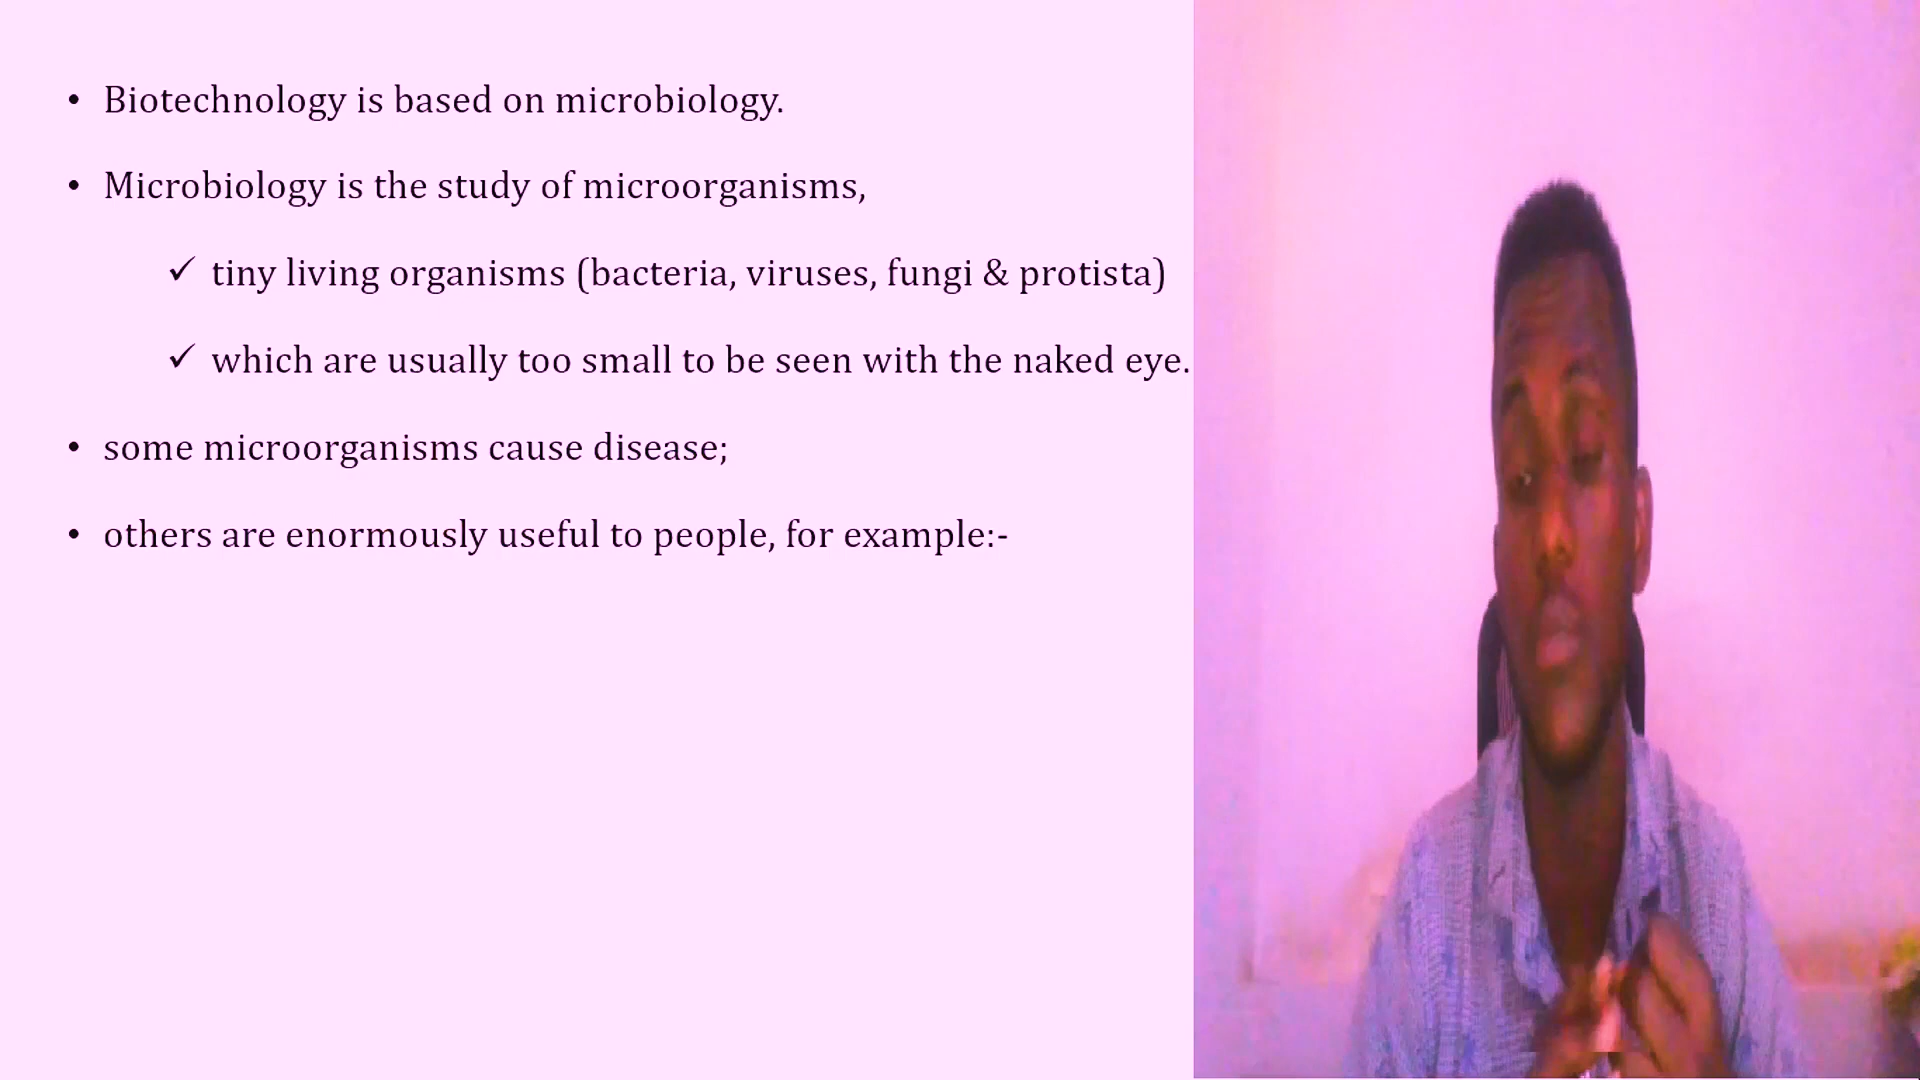 • Biotechnology is based on microbiology.
• Microbiology is the study of microorganisms,
✓ tiny living organisms (bacteria, viruses, fungi & protista)
✓ which are usually too small to be seen with the naked eye.
• some microorganisms cause disease;
• others are enormously useful to people, for example:-